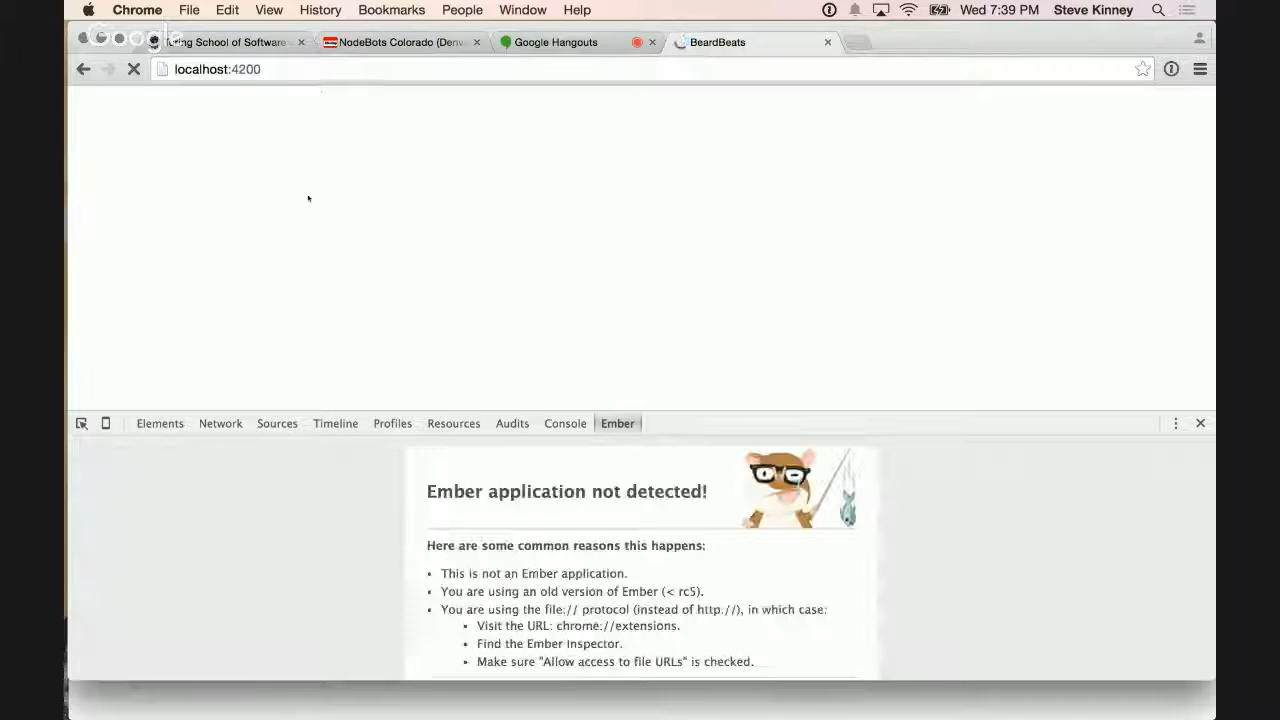 Chrome File Edit View History Bookmarks People Window Help Wed 7:39 PM Steve Kinney
Google
Turing School of Software NodeBots Colorado (Denv Google Hangouts BeardBeats
localhost:4200
Elements Network Sources Timeline Profiles Resources Audits Console Ember
Ember application not detected!
Here are some common reasons this happens:
• This is not an Ember application.
• You are using an old version of Ember (< rc5).
• You are using the file:// protocol (instead of http://), in which case:
• Visit the URL: chrome://extensions.
• Find the Ember Inspector.
• Make sure "Allow access to file URLs" is checked.